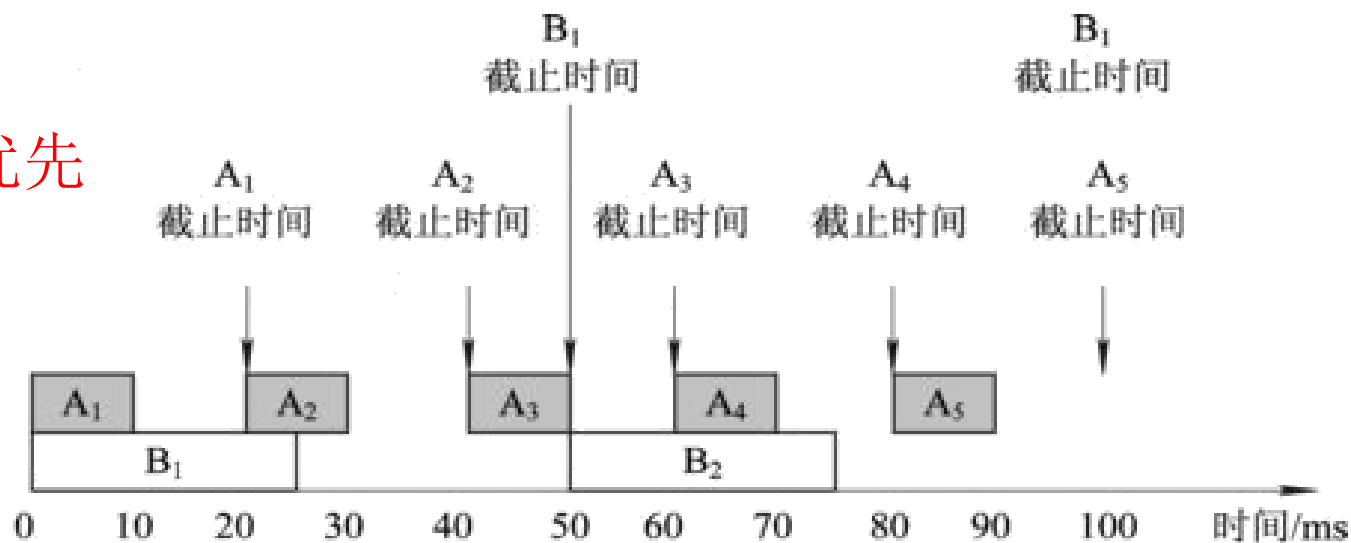 B₁ B₁
截止时间 截止时间
优先
A₁ A₂ A₃ A₄ A₅
截止时间 截止时间 截止时间 截止时间 截止时间
A₁ A₂ A₃ A₄ A₅
B₁ B₂
0 10 20 30 40 50 60 70 80 90 100 时间/ms